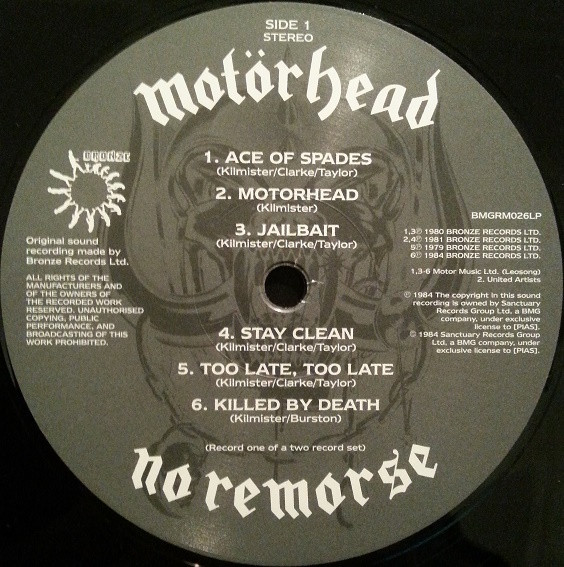 SIDE 1
STEREO
motörhead
BRONZE
1. ACE OF SPADES
(Kilmister/Clarke/Taylor)
2. MOTORHEAD
(Kilmister)
3. JAILBAIT
(Kilmister/Clarke/Taylor)
Original sound
recording made by
Bronze Records Ltd.
ALL RIGHTS OF THE
MANUFACTURERS AND
OF THE OWNERS OF
THE RECORDED WORK
RESERVED. UNAUTHORISED
COPYING, PUBLIC
PERFORMANCE, AND
BROADCASTING OF THIS
WORK PROHIBITED.
BMGRM026LP
1,3℗ 1980 BRONZE RECORDS LTD.
2,4℗ 1981 BRONZE RECORDS LTD.
5℗ 1979 BRONZE RECORDS LTD.
6℗ 1984 BRONZE RECORDS LTD.
1,3-6 Motor Music Ltd. (Leosong)
2. United Artists
℗ 1984 The copyright in this sound
recording is owned by Sanctuary
Records Group Ltd, a BMG
company, under exclusive
license to [PIAS].
© 1984 Sanctuary Records Group
Ltd, a BMG company, under
exclusive license to [PIAS].
4. STAY CLEAN
(Kilmister/Clarke/Taylor)
5. TOO LATE, TOO LATE
(Kilmister/Clarke/Taylor)
6. KILLED BY DEATH
(Kilmister/Burston)
(Record one of a two record set)
no remorse